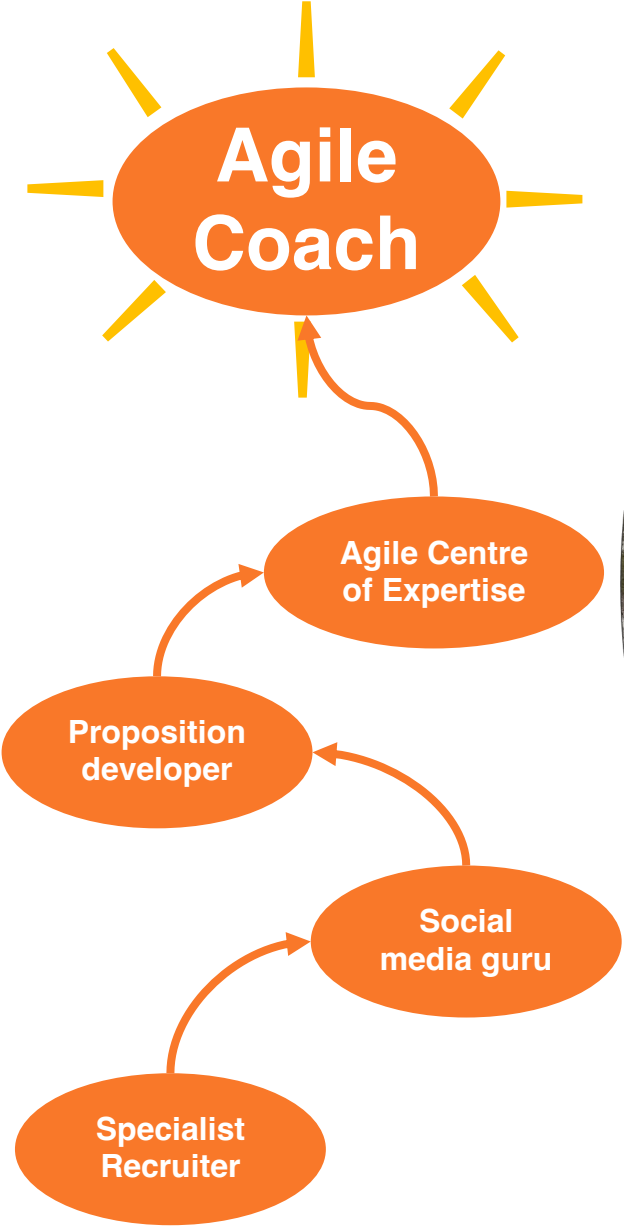 Agile
Coach
Agile Centre
of Expertise
Proposition
developer
Social
media guru
Specialist
Recruiter